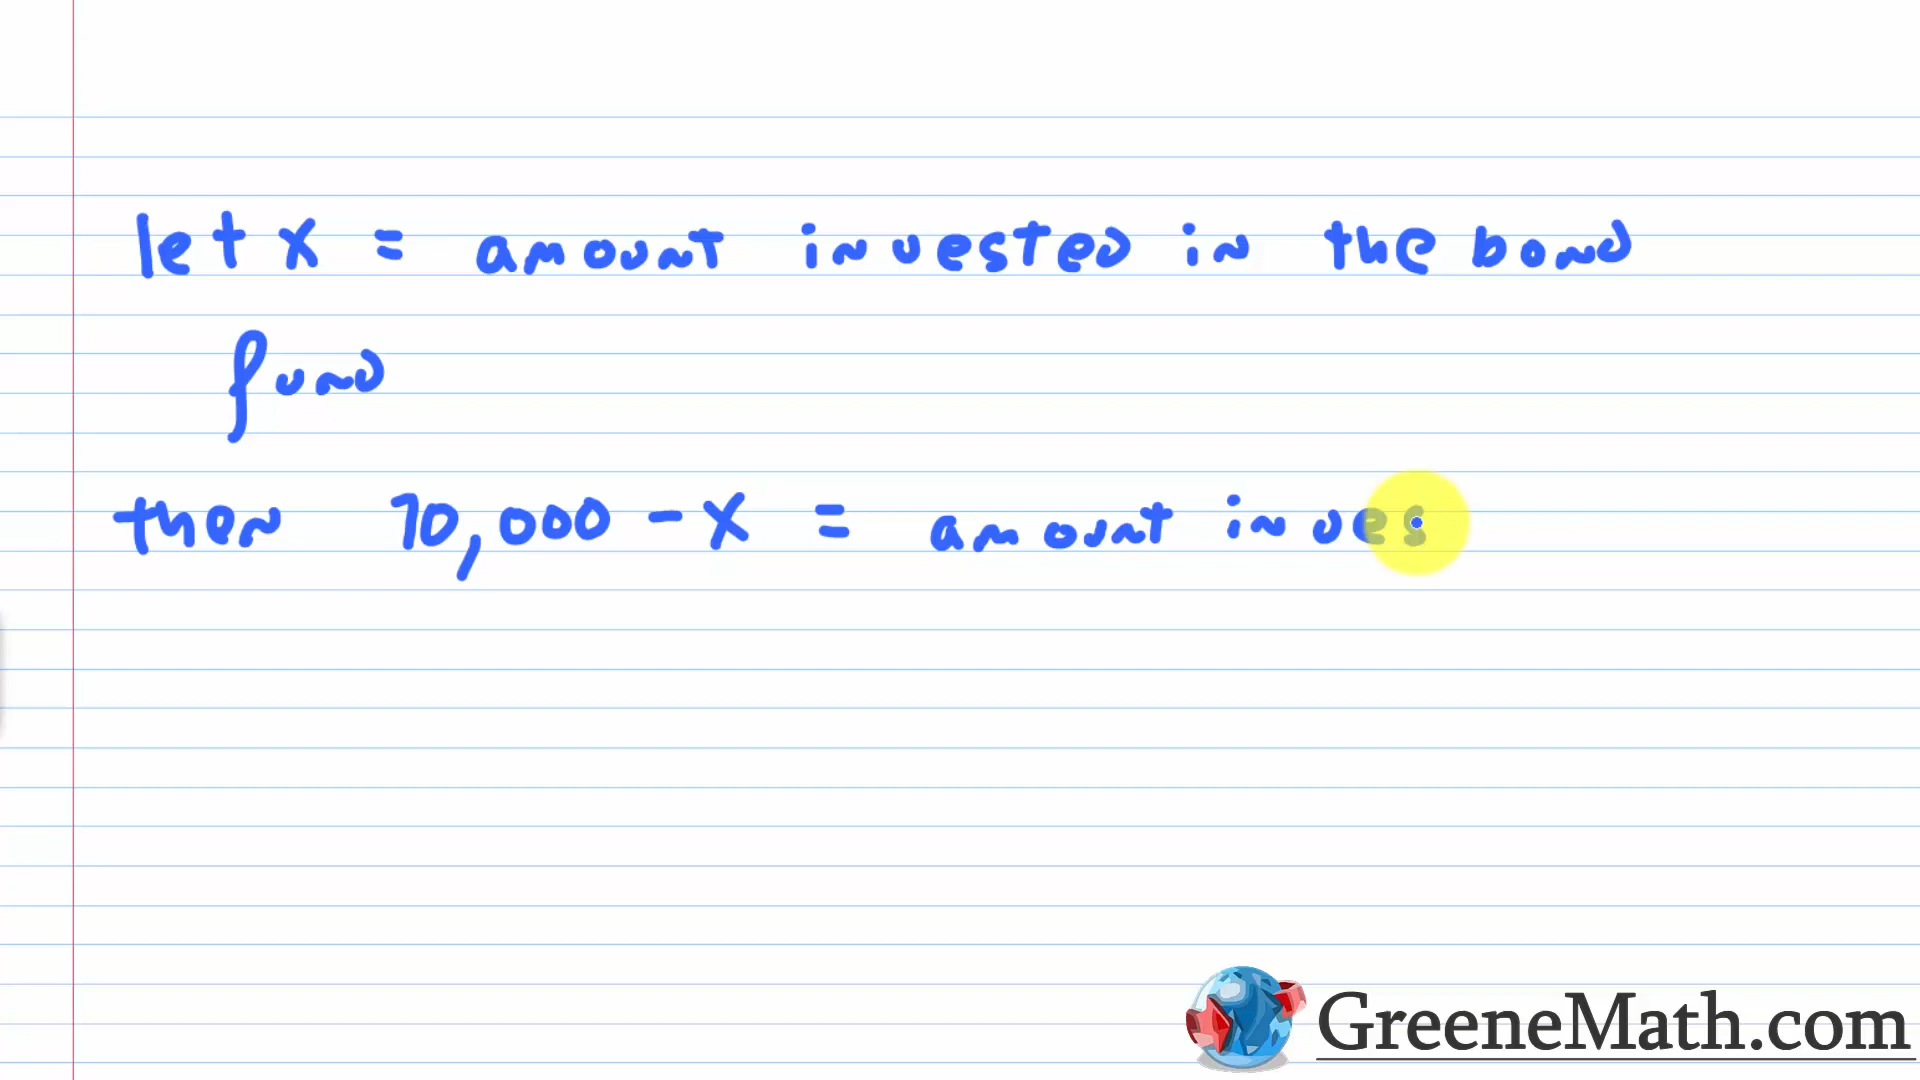 let x = amount invested in the bond
fund
then 70,000 - x = amount inves
GreeneMath.com